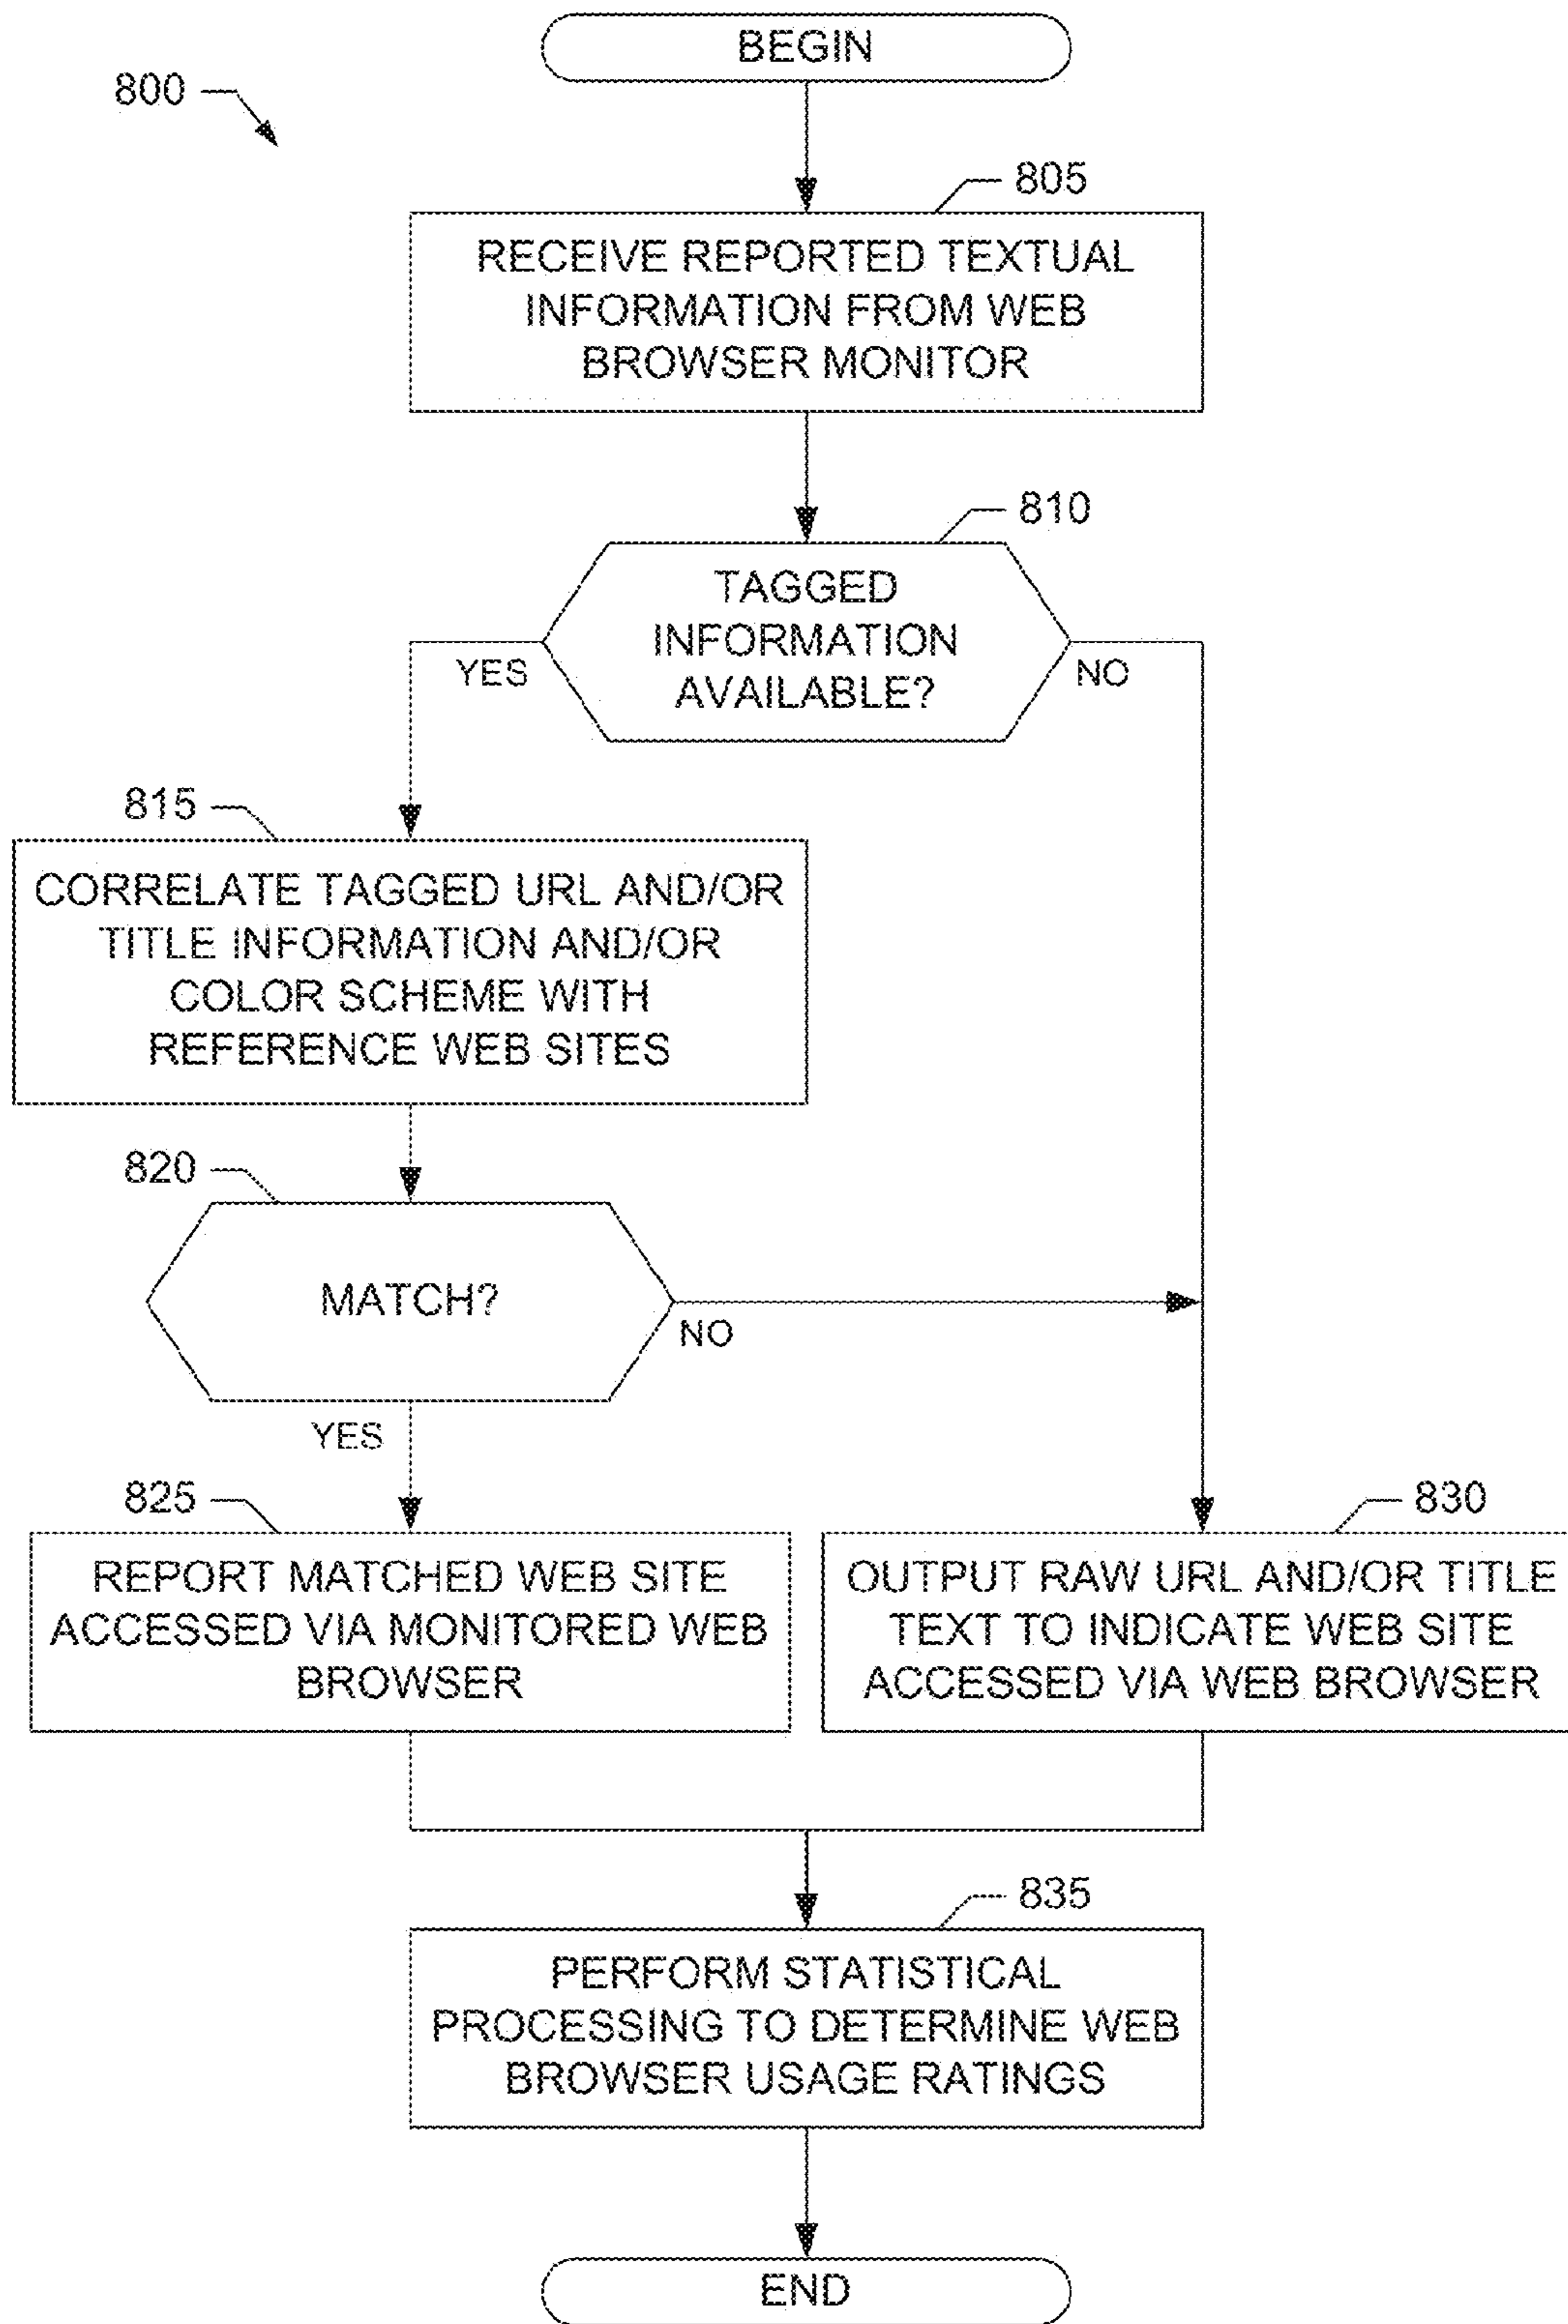 BEGIN
800
805
RECEIVE REPORTED TEXTUAL
INFORMATION FROM WEB
BROWSER MONITOR
810
TAGGED
INFORMATION
AVAILABLE?
YES
NO
815
CORRELATE TAGGED URL AND/OR
TITLE INFORMATION AND/OR
COLOR SCHEME WITH
REFERENCE WEB SITES
820
MATCH?
NO
YES
825
REPORT MATCHED WEB SITE
ACCESSED VIA MONITORED WEB
BROWSER
830
OUTPUT RAW URL AND/OR TITLE
TEXT TO INDICATE WEB SITE
ACCESSED VIA WEB BROWSER
835
PERFORM STATISTICAL
PROCESSING TO DETERMINE WEB
BROWSER USAGE RATINGS
END